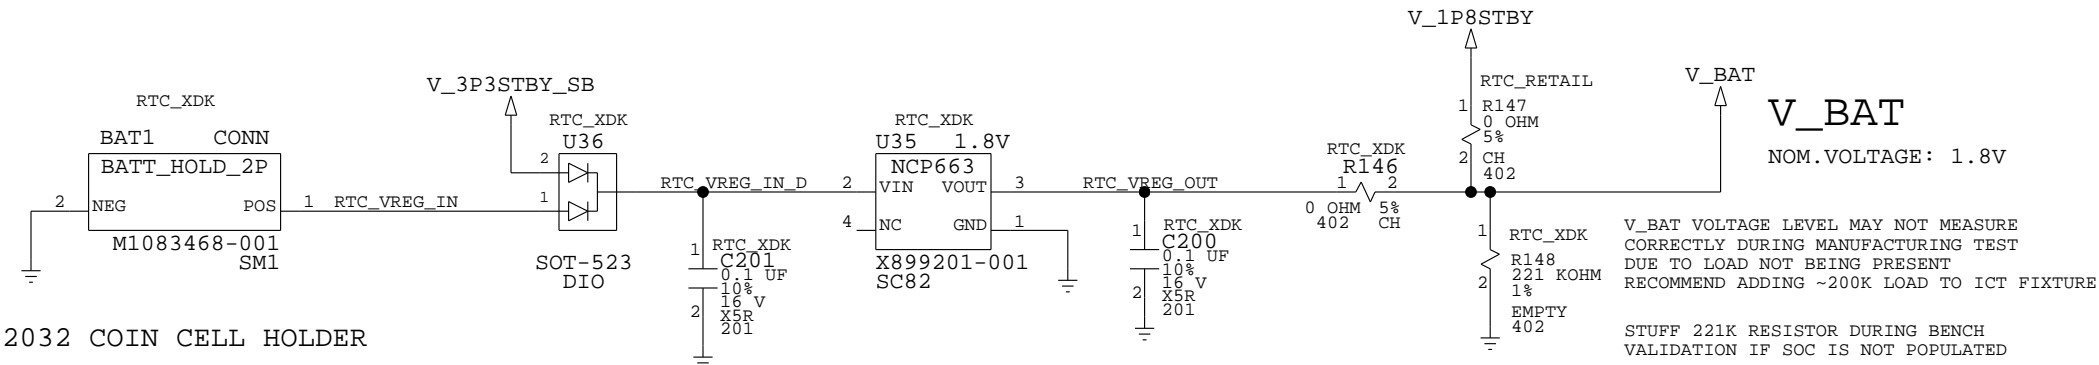 RTC_XDK
BAT1 CONN
BATT_HOLD_2P
2 NEG POS 1
M1083468-001
SM1
2032 COIN CELL HOLDER
RTC_VREG_IN
V_3P3STBY_SB
RTC_XDK
U36
2
1
SOT-523
DIO
RTC_VREG_IN_D
1 RTC_XDK
C201
0.1 UF
10%
16 V
2 X5R
201
RTC_XDK
U35 1.8V
NCP663
2 VIN VOUT 3
4 NC GND 1
X899201-001
SC82
RTC_VREG_OUT
1 RTC_XDK
C200
0.1 UF
10%
16 V
2 X5R
201
RTC_XDK
R146
1 2
0 OHM 5%
402 CH
V_1P8STBY
RTC_RETAIL
1 R147
0 OHM
5%
2 CH
402
1 RTC_XDK
R148
221 KOHM
2 1%
EMPTY
402
V_BAT
V_BAT
NOM.VOLTAGE: 1.8V
V_BAT VOLTAGE LEVEL MAY NOT MEASURE
CORRECTLY DURING MANUFACTURING TEST
DUE TO LOAD NOT BEING PRESENT
RECOMMEND ADDING ~200K LOAD TO ICT FIXTURE
STUFF 221K RESISTOR DURING BENCH
VALIDATION IF SOC IS NOT POPULATED